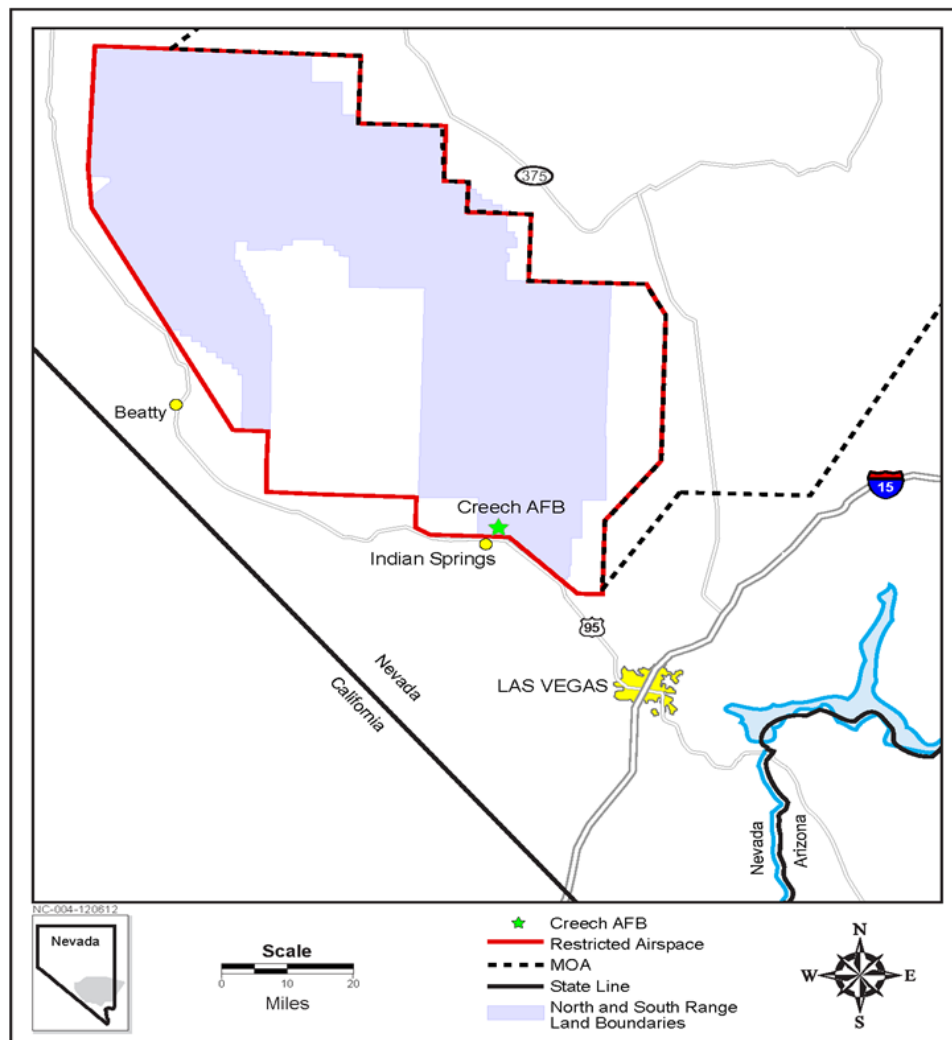 375
Beatty
15
Creech AFB
Indian Springs
95
LAS VEGAS
Nevada
California
Nevada
Arizona
NC-004-120612
Nevada
Scale
0 10 20
Miles
Creech AFB
Restricted Airspace
MOA
State Line
North and South Range
Land Boundaries
N
W E
S